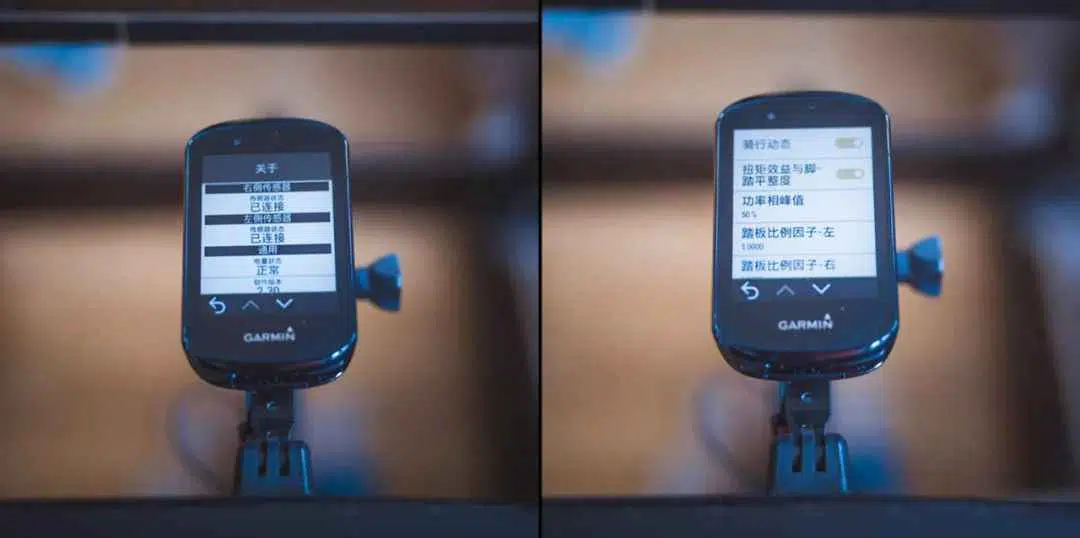 关于
右侧传感器
传感器状态
已连接
左侧传感器
传感器状态
已连接
通用
电量状态
正常
软件版本
2.30
GARMIN
骑行动态
扭矩效益与脚-
踏平整度
功率相峰值
50%
踏板比例因子-左
1.0000
踏板比例因子-右
GARMIN